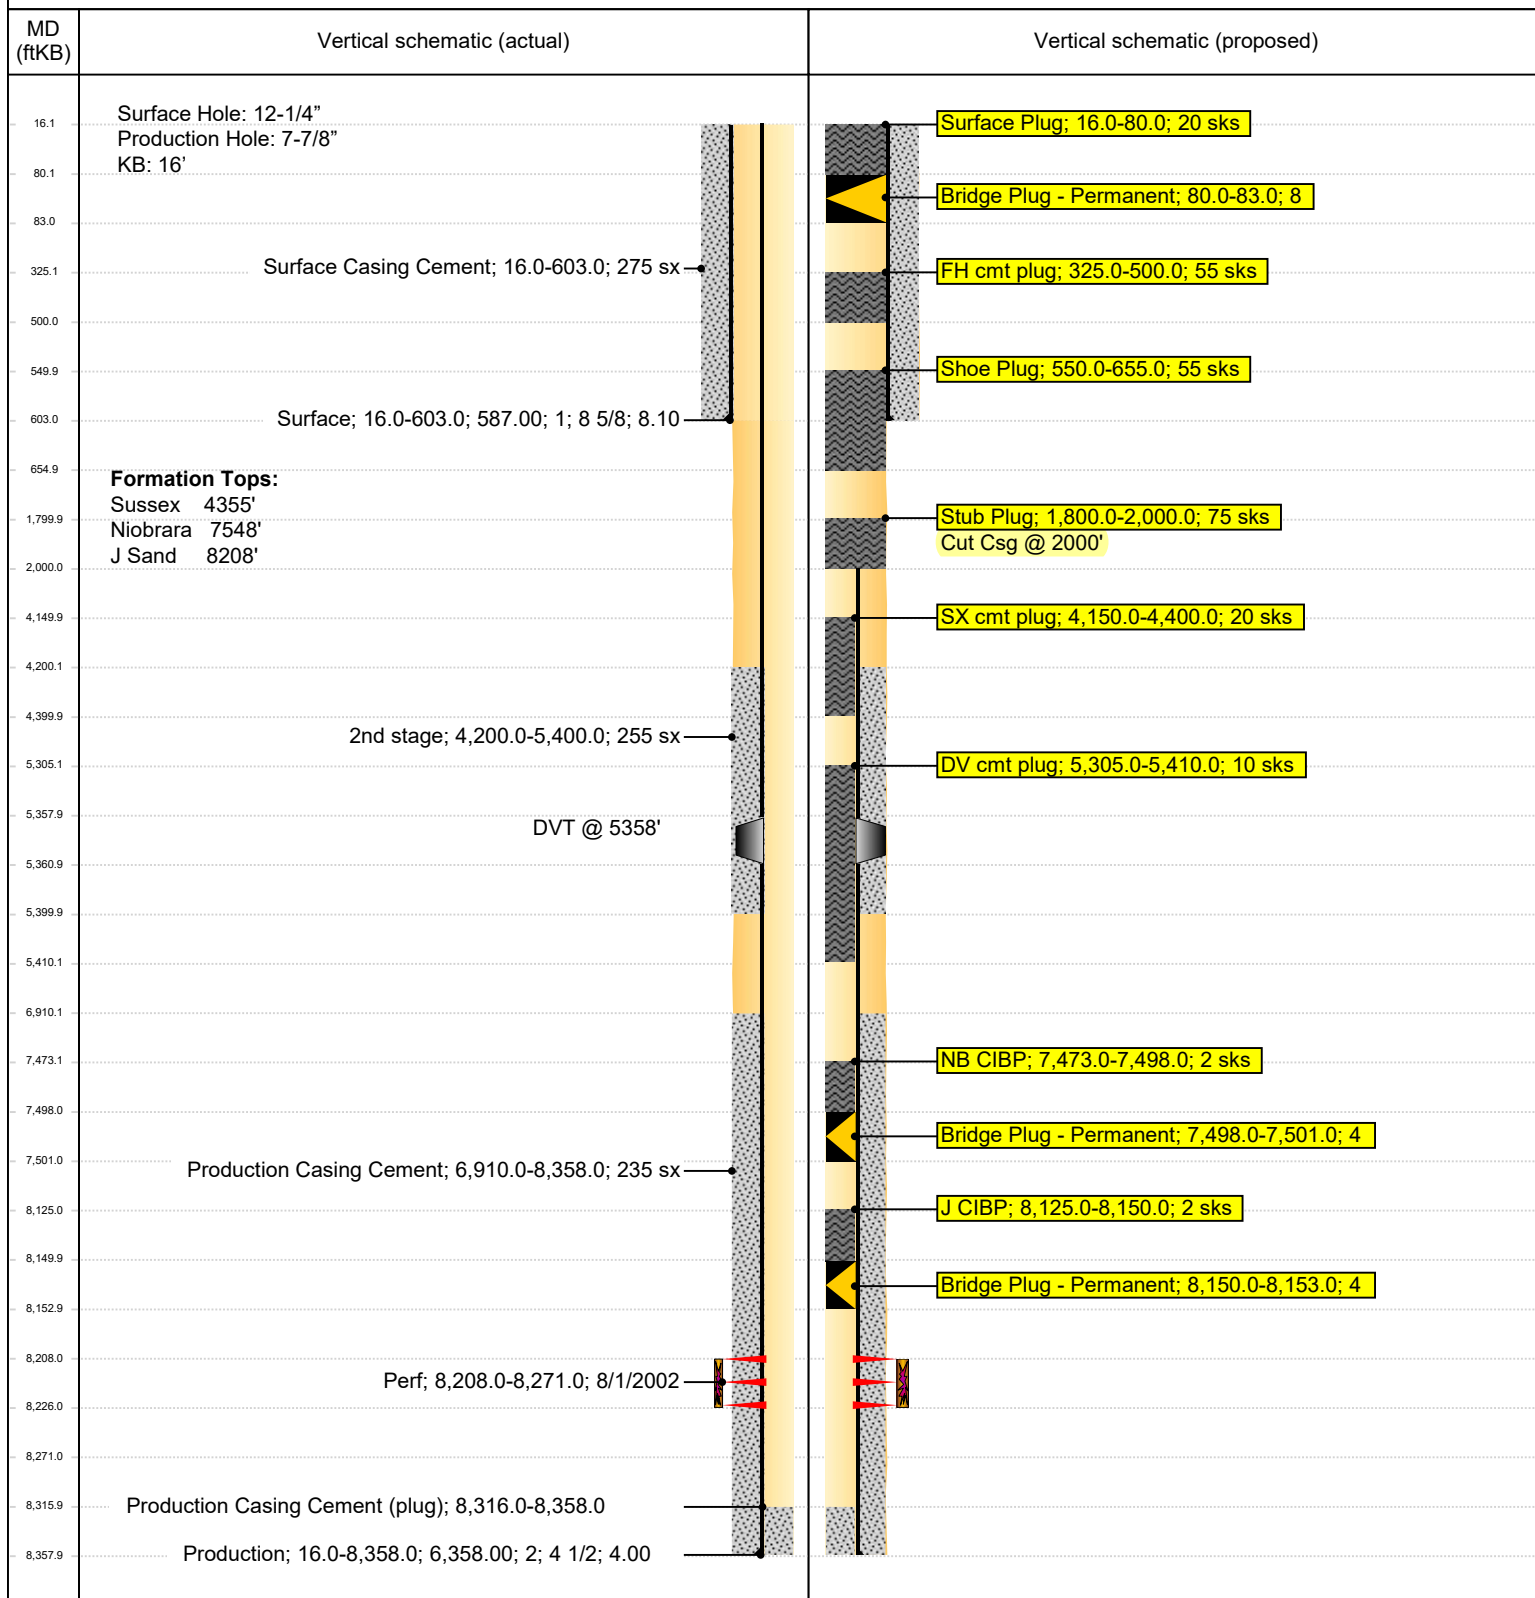 MD
(ftKB)
Vertical schematic (actual)
Vertical schematic (proposed)
Surface Hole: 12-1/4”
Production Hole: 7-7/8”
KB: 16’
16.1
80.1
83.0
325.1
500.0
549.9
603.0
654.9
1,799.9
2,000.0
4,149.9
4,200.1
4,399.9
5,305.1
5,357.9
5,360.9
5,399.9
5,410.1
6,910.1
7,473.1
7,498.0
7,501.0
8,125.0
8,149.9
8,152.9
8,208.0
8,226.0
8,271.0
8,315.9
8,357.9
Surface Casing Cement; 16.0-603.0; 275 sx
Surface; 16.0-603.0; 587.00; 1; 8 5/8; 8.10
Formation Tops:
Sussex 4355'
Niobrara 7548'
J Sand 8208'
2nd stage; 4,200.0-5,400.0; 255 sx
DVT @ 5358'
Production Casing Cement; 6,910.0-8,358.0; 235 sx
Perf; 8,208.0-8,271.0; 8/1/2002
Production Casing Cement (plug); 8,316.0-8,358.0
Production; 16.0-8,358.0; 6,358.00; 2; 4 1/2; 4.00
Surface Plug; 16.0-80.0; 20 sks
Bridge Plug - Permanent; 80.0-83.0; 8
FH cmt plug; 325.0-500.0; 55 sks
Shoe Plug; 550.0-655.0; 55 sks
Stub Plug; 1,800.0-2,000.0; 75 sks
Cut Csg @ 2000'
SX cmt plug; 4,150.0-4,400.0; 20 sks
DV cmt plug; 5,305.0-5,410.0; 10 sks
NB CIBP; 7,473.0-7,498.0; 2 sks
Bridge Plug - Permanent; 7,498.0-7,501.0; 4
J CIBP; 8,125.0-8,150.0; 2 sks
Bridge Plug - Permanent; 8,150.0-8,153.0; 4